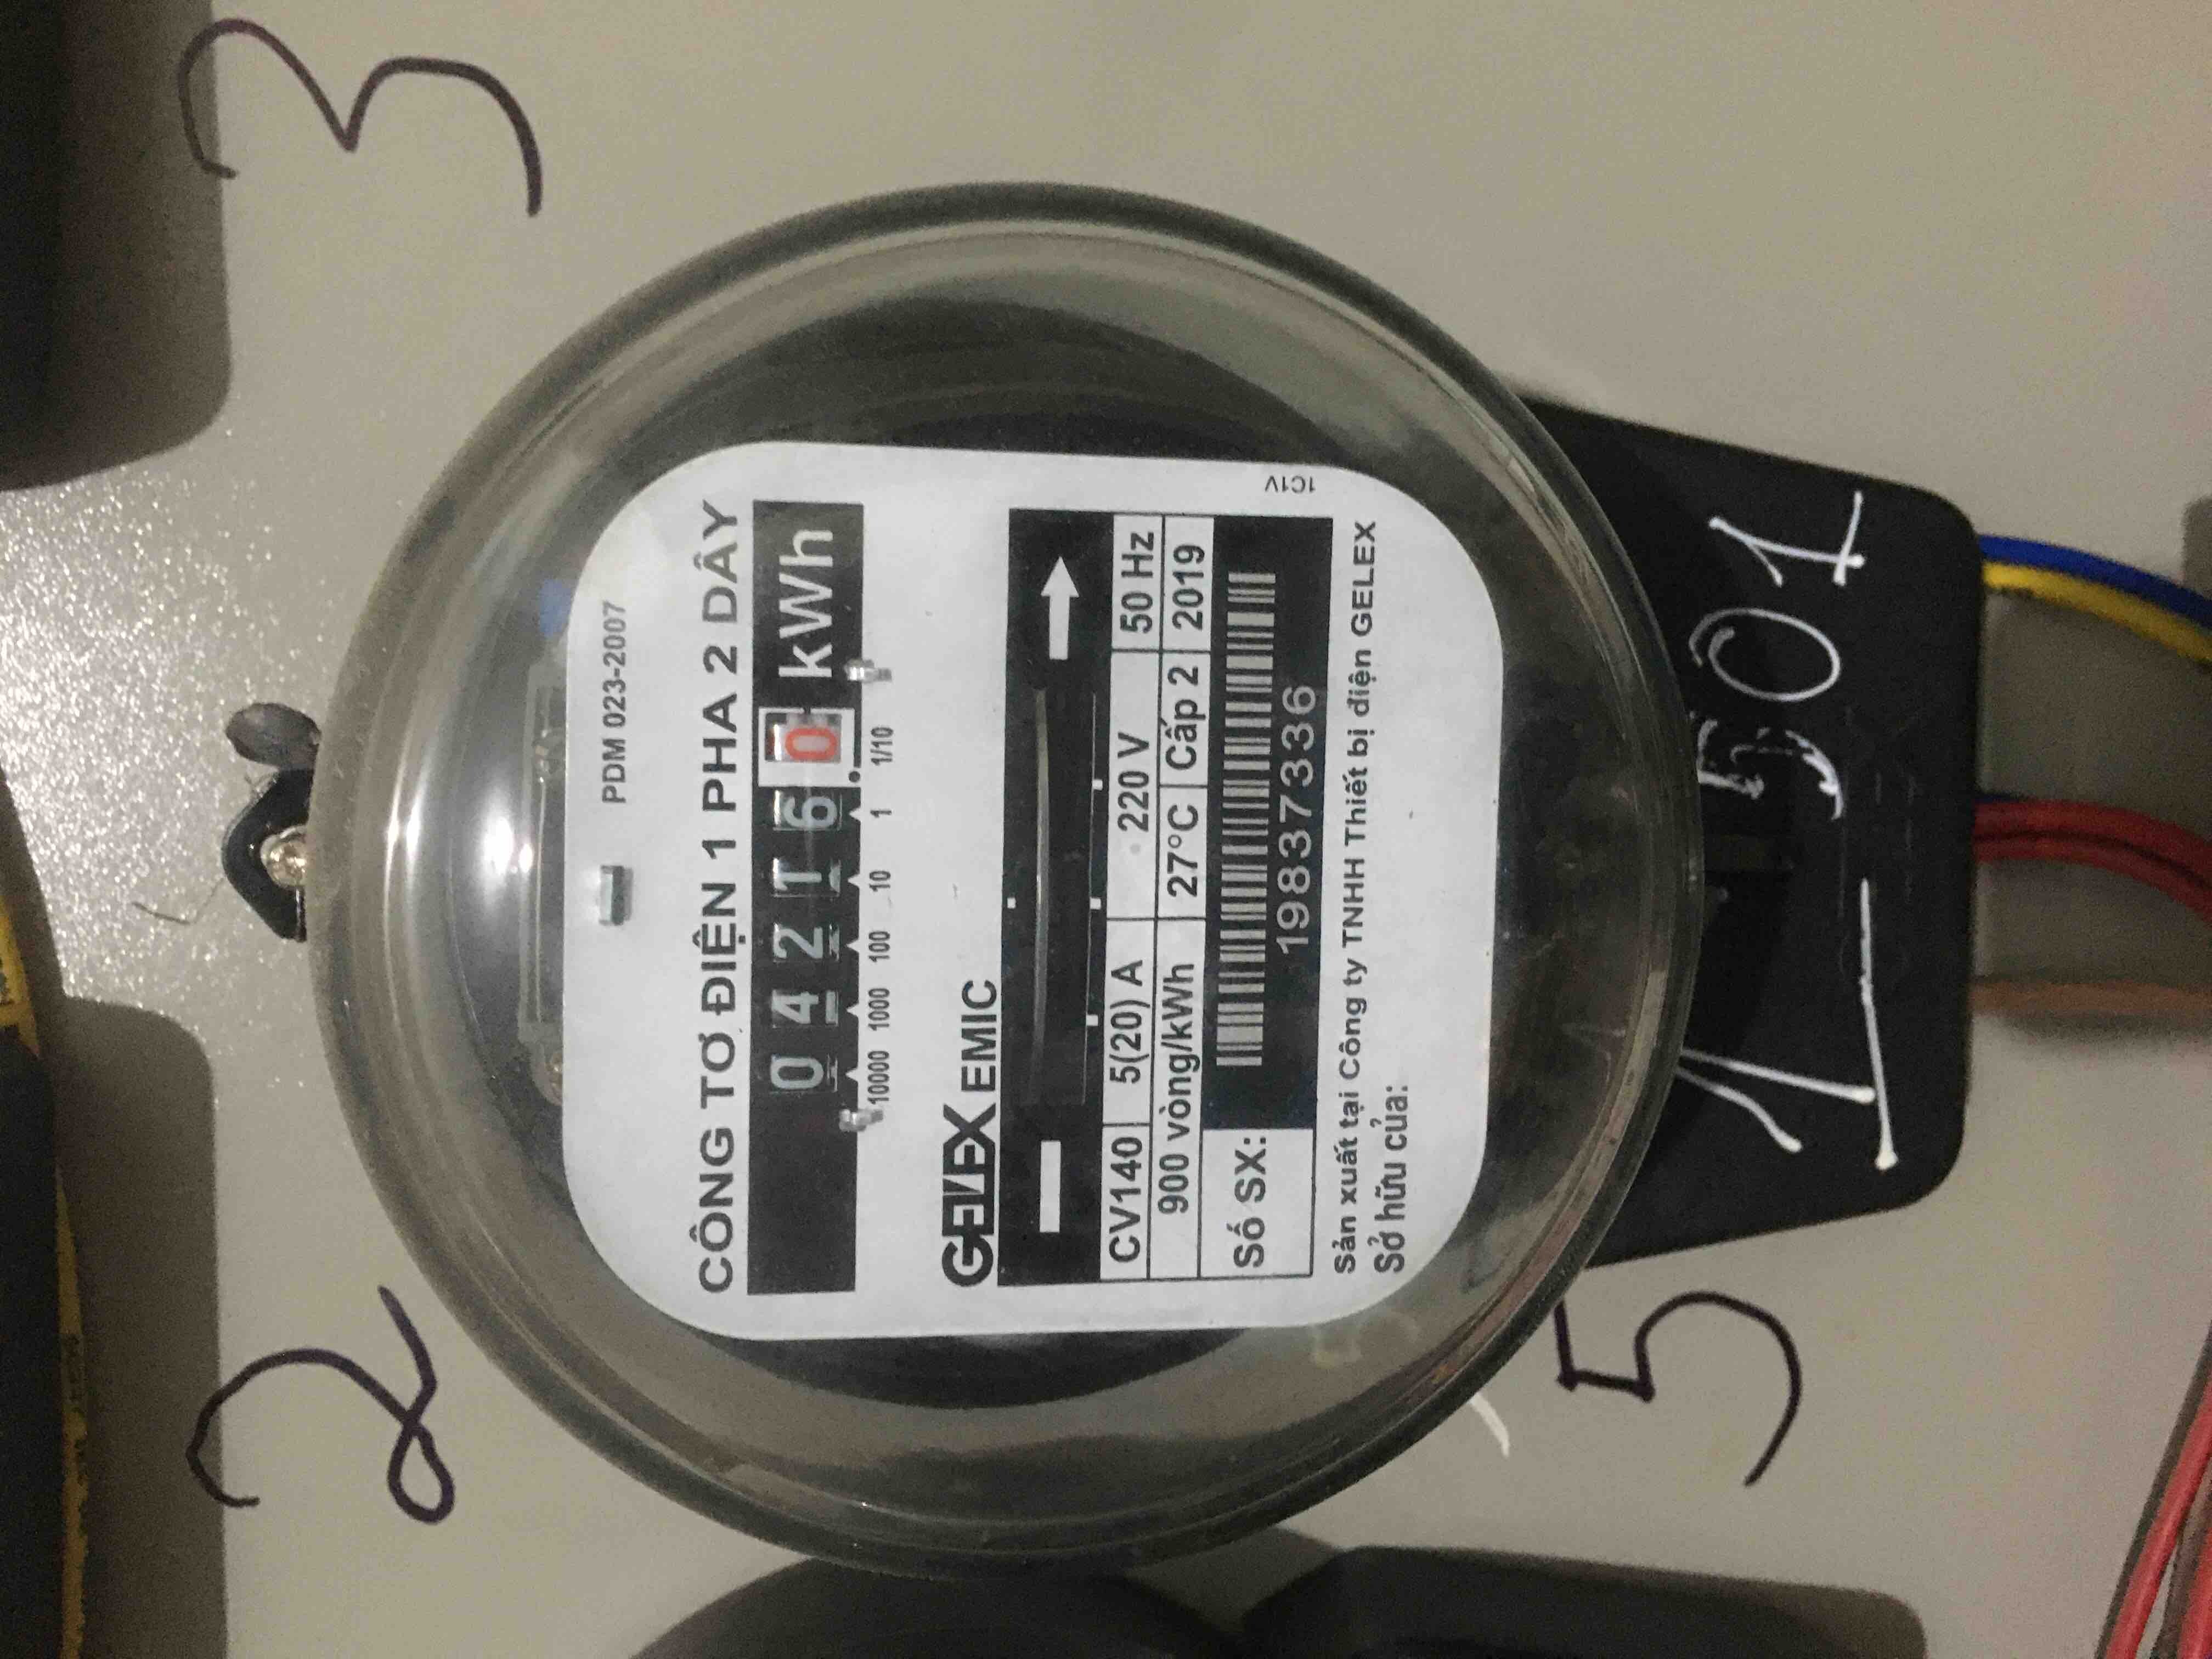 3
2
PDM 023-2007
CÔNG TƠ ĐIỆN 1 PHA 2 DÂY
0 4 2 1 6 0 kWh
10000 1000 100 10 1 1/10
GELEX EMIC
CV140 5(20) A 220 V 50 Hz
900 vòng/kWh 27°C Cấp 2 2019
Số SX: 19837336
1C1V
Sản xuất tại Công ty TNHH Thiết bị điện GELEX
Sở hữu của:
1 501
5